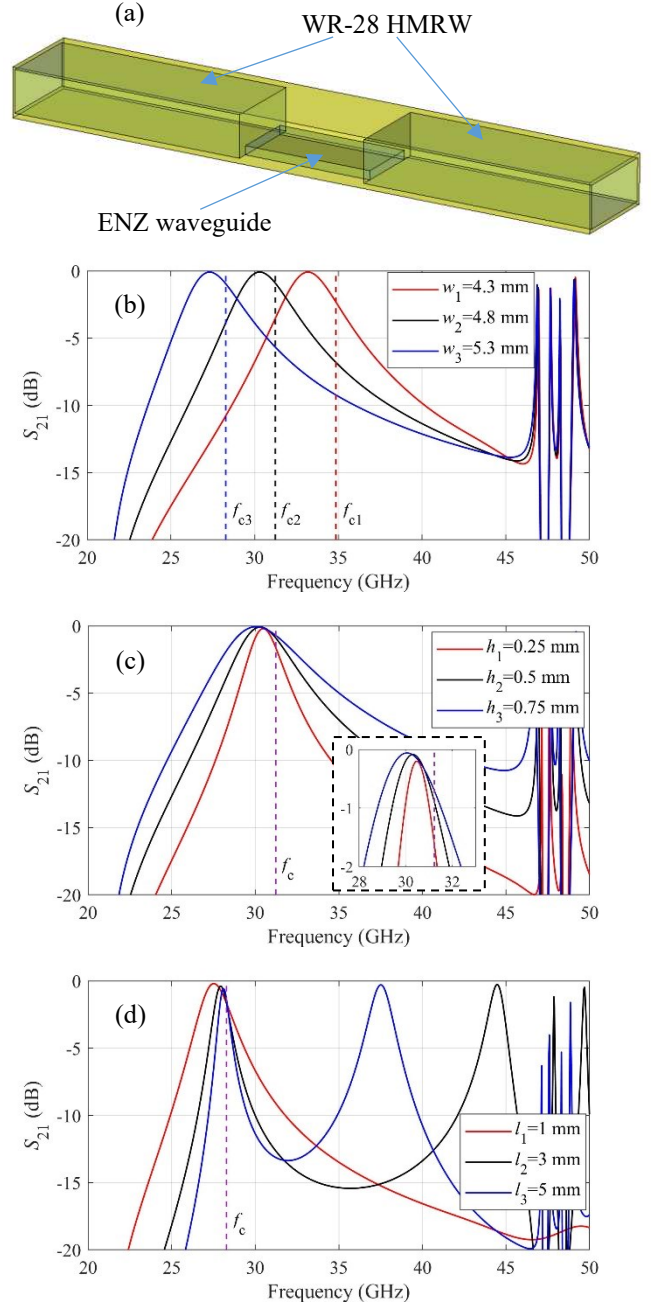 (a)
WR-28 HMRW
ENZ waveguide
(b)
w1=4.3 mm
w2=4.8 mm
w3=5.3 mm
0
-5
-10
-15
-20
S21 (dB)
fc3
fc2
fc1
20 25 30 35 40 45 50
Frequency (GHz)
(c)
h1=0.25 mm
h2=0.5 mm
h3=0.75 mm
0
-5
-10
-15
-20
S21 (dB)
0
-1
-2
28 30 32
fc
20 25 30 35 40 45 50
Frequency (GHz)
(d)
0
-5
-10
-15
-20
S21 (dB)
l1=1 mm
l2=3 mm
l3=5 mm
fc
20 25 30 35 40 45 50
Frequency (GHz)